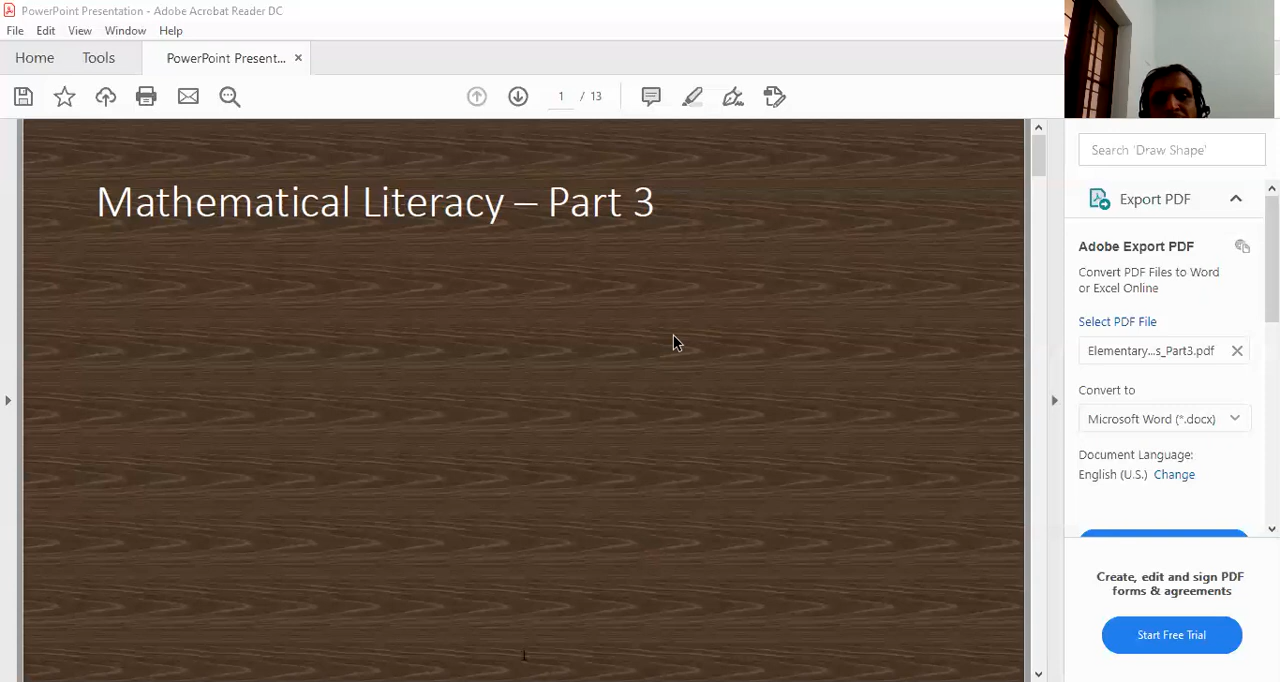 PowerPoint Presentation - Adobe Acrobat Reader DC
File Edit View Window Help
Home Tools PowerPoint Present... ×
1 / 13
Mathematical Literacy – Part 3
1
Search 'Draw Shape'
Export PDF
Adobe Export PDF
Convert PDF Files to Word
or Excel Online
Select PDF File
Elementary...s_Part3.pdf
Convert to
Microsoft Word (*.docx)
Document Language:
English (U.S.) Change
Create, edit and sign PDF
forms & agreements
Start Free Trial